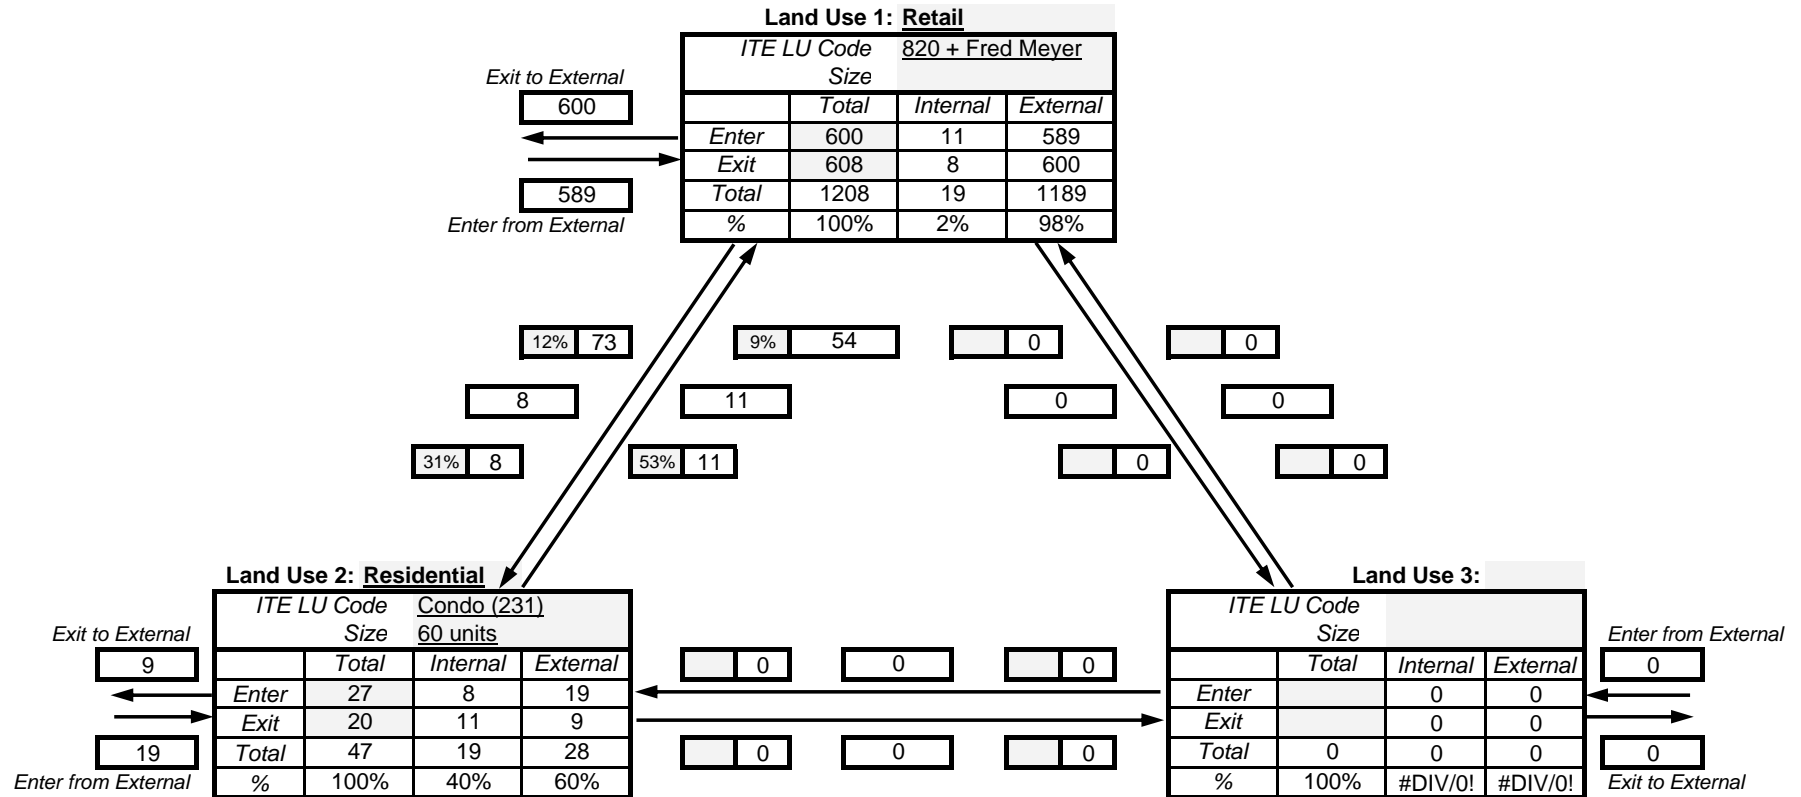 Land Use 1: Retail
ITE LU Code 820 + Fred Meyer
Size
Exit to External
600
Total Internal External
Enter 600 11 589
Exit 608 8 600
Total 1208 19 1189
% 100% 2% 98%
589
Enter from External
12% 73 9% 54 0 0
8 11 0 0
31% 8 53% 11 0 0
Land Use 2: Residential
ITE LU Code Condo (231)
Size 60 units
Exit to External
9
Total Internal External
Enter 27 8 19
Exit 20 11 9
Total 47 19 28
% 100% 40% 60%
19
Enter from External
0 0 0
0 0 0
Land Use 3:
ITE LU Code
Size
Total Internal External
Enter 0 0
Exit 0 0
Total 0 0 0
% 100% #DIV/0! #DIV/0!
Enter from External
0
0
Exit to External